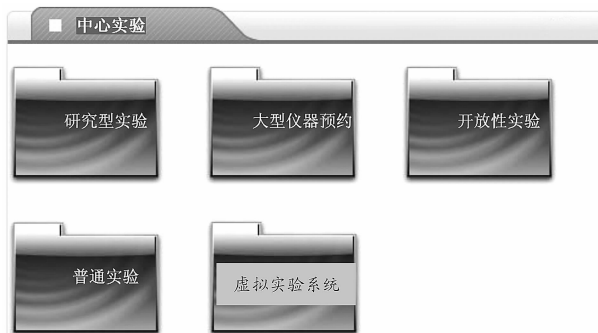 中心实验
研究型实验
大型仪器预约
开放性实验
普通实验
虚拟实验系统